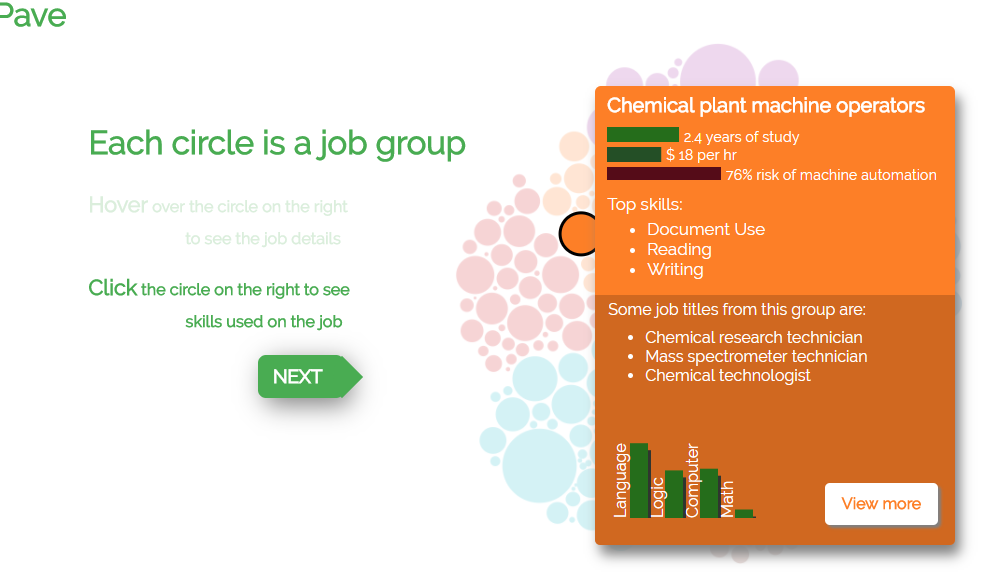 Pave
Each circle is a job group
Hover over the circle on the right
to see the job details
Click the circle on the right to see
skills used on the job
NEXT
Chemical plant machine operators
2.4 years of study
$ 18 per hr
76% risk of machine automation
Top skills:
Document Use
Reading
Writing
Some job titles from this group are:
Chemical research technician
Mass spectrometer technician
Chemical technologist
Language
Logic
Computer
Math
View more